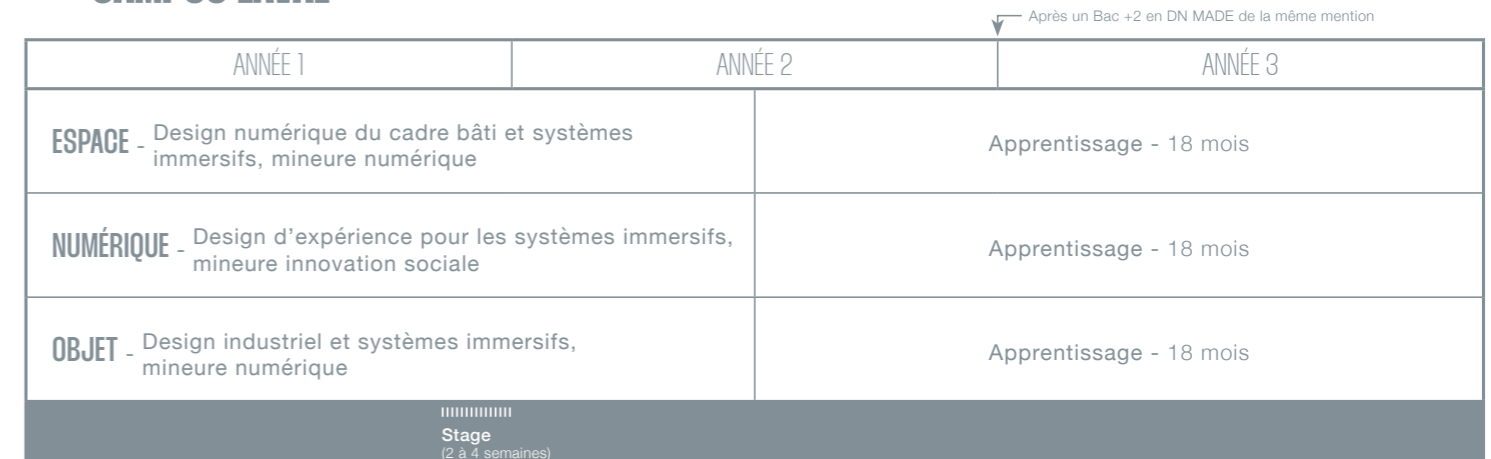 CAMPUS LAVAL
Après un Bac +2 en DN MADE de la même mention
ANNÉE 1 ANNÉE 2 ANNÉE 3
ESPACE - Design numérique du cadre bâti et systèmes
immersifs, mineure numérique
Apprentissage - 18 mois
NUMÉRIQUE - Design d’expérience pour les systèmes immersifs,
mineure innovation sociale
Apprentissage - 18 mois
OBJET - Design industriel et systèmes immersifs,
mineure numérique
Apprentissage - 18 mois
Stage
(2 à 4 semaines)